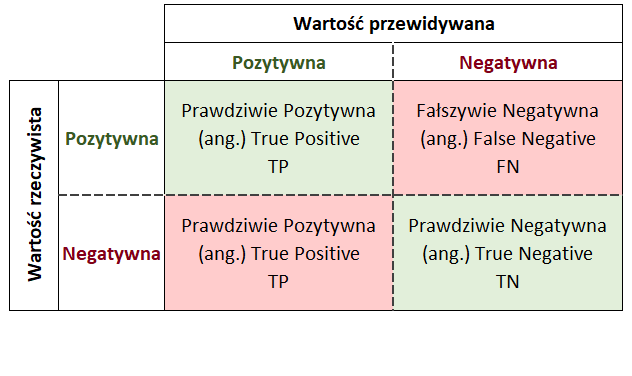 Wartość przewidywana
Pozytywna
Negatywna
Wartość rzeczywista
Pozytywna
Prawdziwie Pozytywna
(ang.) True Positive
TP
Fałszywie Negatywna
(ang.) False Negative
FN
Negatywna
Prawdziwie Pozytywna
(ang.) True Positive
TP
Prawdziwie Negatywna
(ang.) True Negative
TN